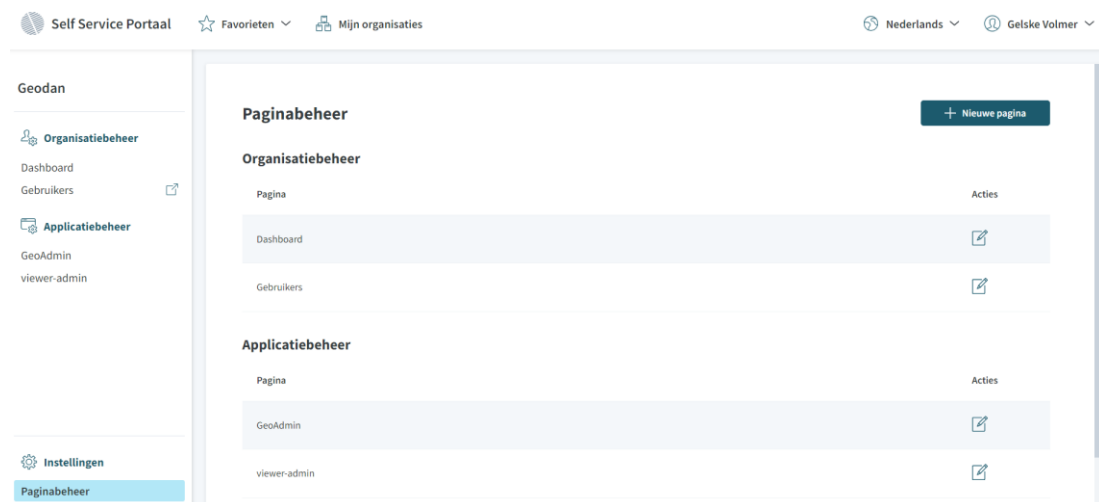 Self Service Portaal
Favorieten
Mijn organisaties
Nederlands
Gelske Volmer
Geodan
Organisatiebeheer
Dashboard
Gebruikers
Applicatiebeheer
GeoAdmin
viewer-admin
Instellingen
Paginabeheer
Paginabeheer
Nieuwe pagina
Organisatiebeheer
Pagina Acties
Dashboard
Gebruikers
Applicatiebeheer
Pagina Acties
GeoAdmin
viewer-admin